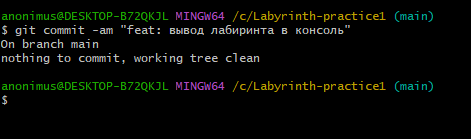 anonimus@DESKTOP-B72QKJL MINGW64 /c/Labyrinth-practice1 (main)
$ git commit -am "feat: вывод лабиринта в консоль"
On branch main
nothing to commit, working tree clean
anonimus@DESKTOP-B72QKJL MINGW64 /c/Labyrinth-practice1 (main)
$